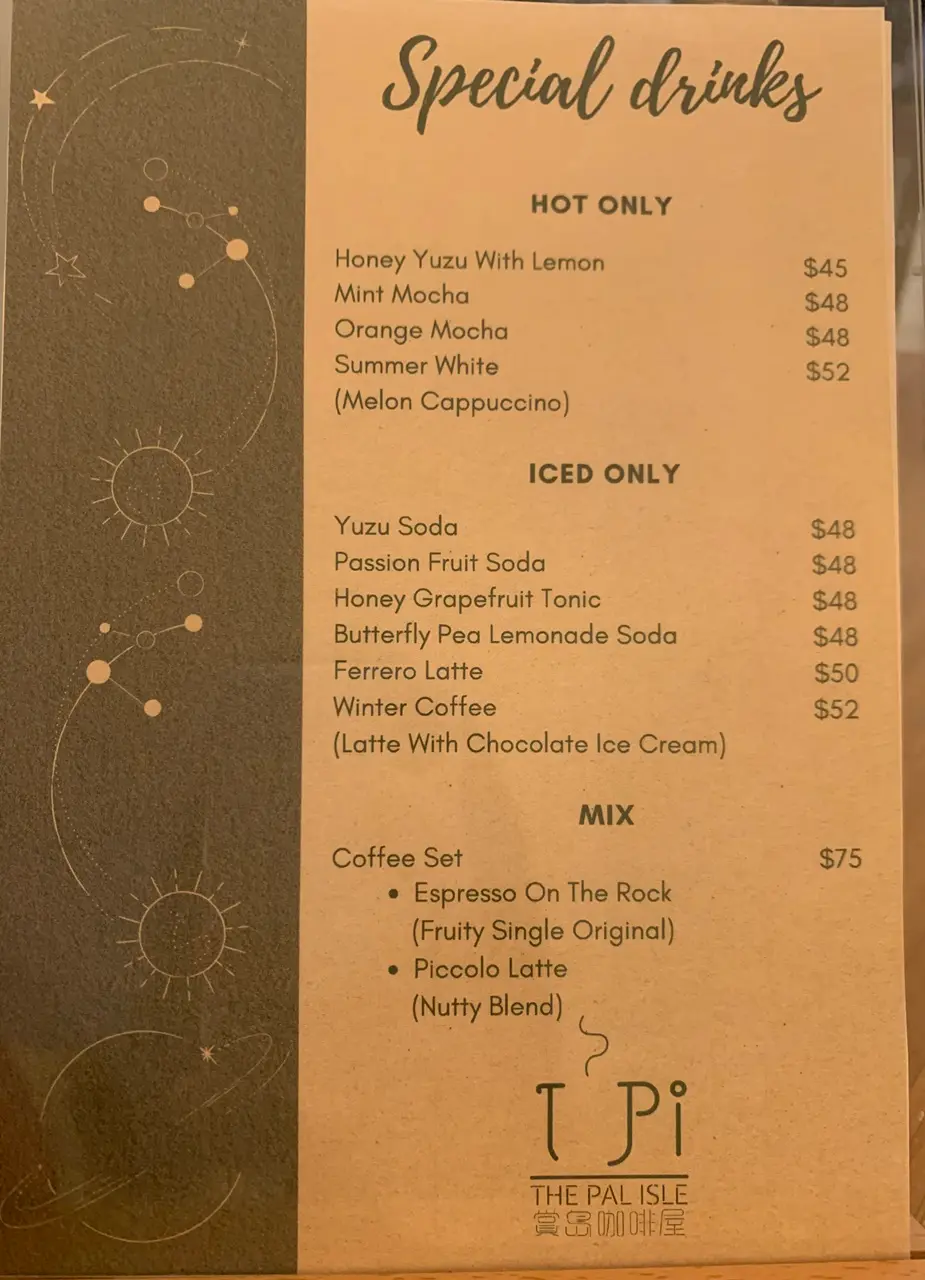 Special drinks
HOT ONLY
Honey Yuzu With Lemon $45
Mint Mocha $48
Orange Mocha $48
Summer White $52
(Melon Cappuccino)
ICED ONLY
Yuzu Soda $48
Passion Fruit Soda $48
Honey Grapefruit Tonic $48
Butterfly Pea Lemonade Soda $48
Ferrero Latte $50
Winter Coffee $52
(Latte With Chocolate Ice Cream)
MIX
Coffee Set $75
• Espresso On The Rock
(Fruity Single Original)
• Piccolo Latte
(Nutty Blend)
T Pi
THE PAL ISLE
賞島咖啡屋